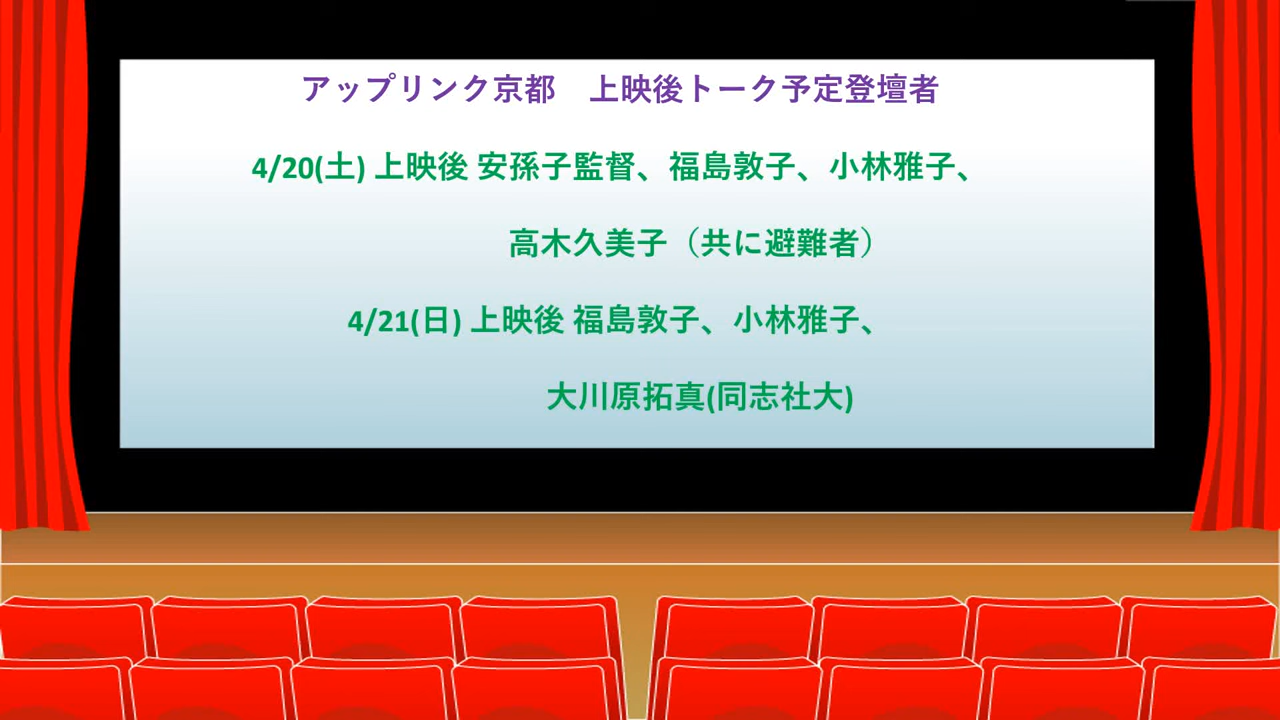 アップリンク京都　上映後トーク予定登壇者
4/20(土) 上映後 安孫子監督、福島敦子、小林雅子、
高木久美子（共に避難者）
4/21(日) 上映後 福島敦子、小林雅子、
大川原拓真(同志社大)